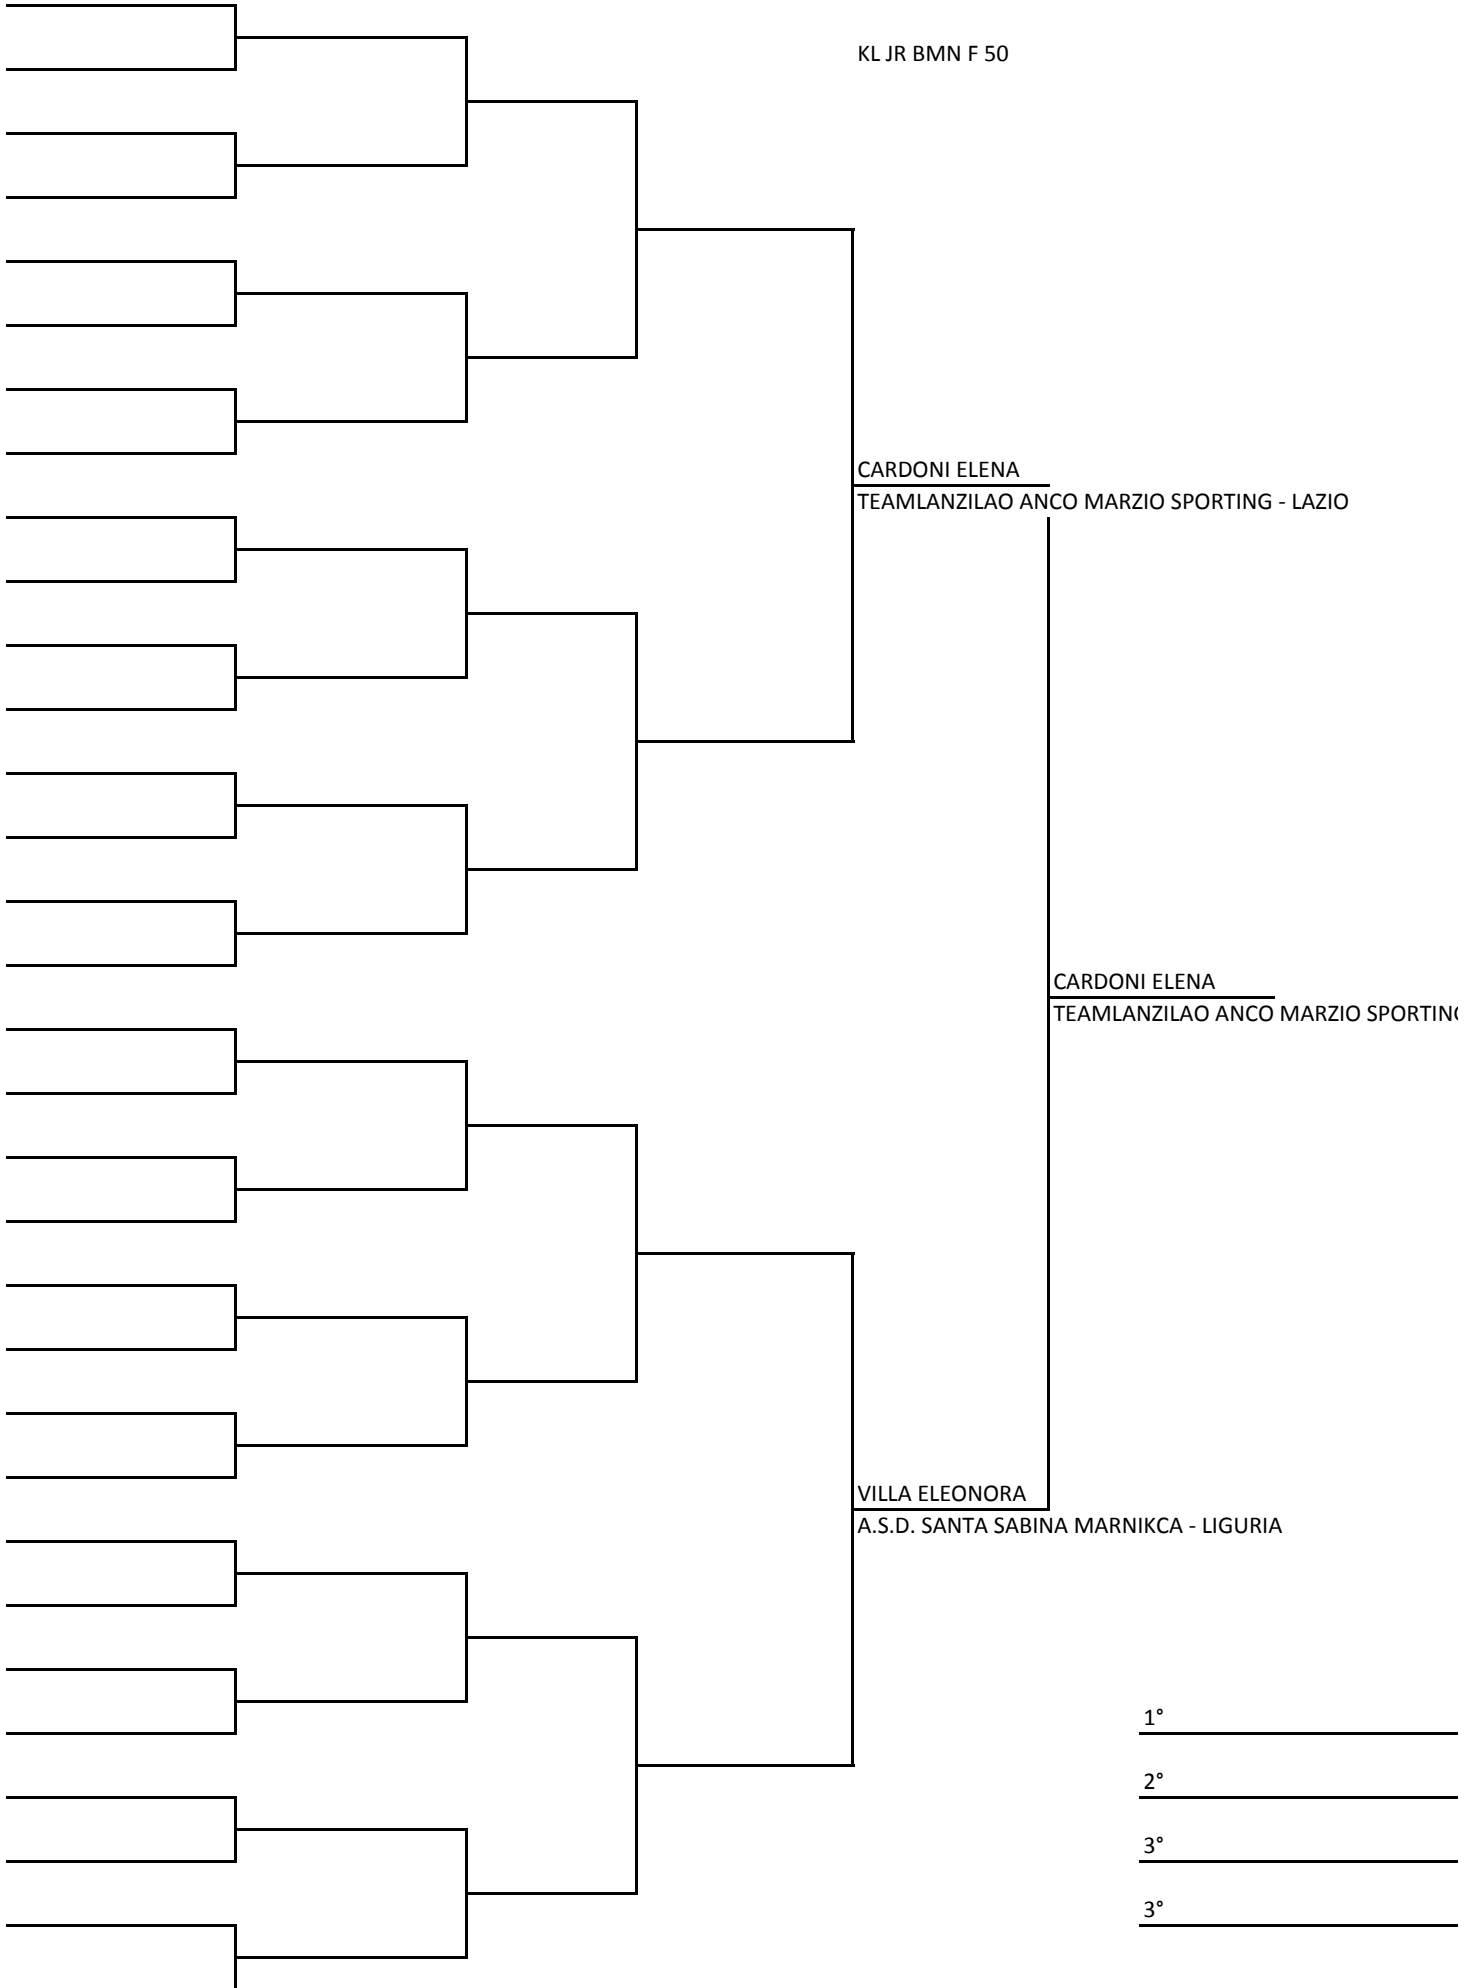 KL JR BMN F 50
CARDONI ELENA
TEAMLANZILAO ANCO MARZIO SPORTING - LAZIO
CARDONI ELENA
TEAMLANZILAO ANCO MARZIO SPORTING
VILLA ELEONORA
A.S.D. SANTA SABINA MARNIKCA - LIGURIA
1°
2°
3°
3°